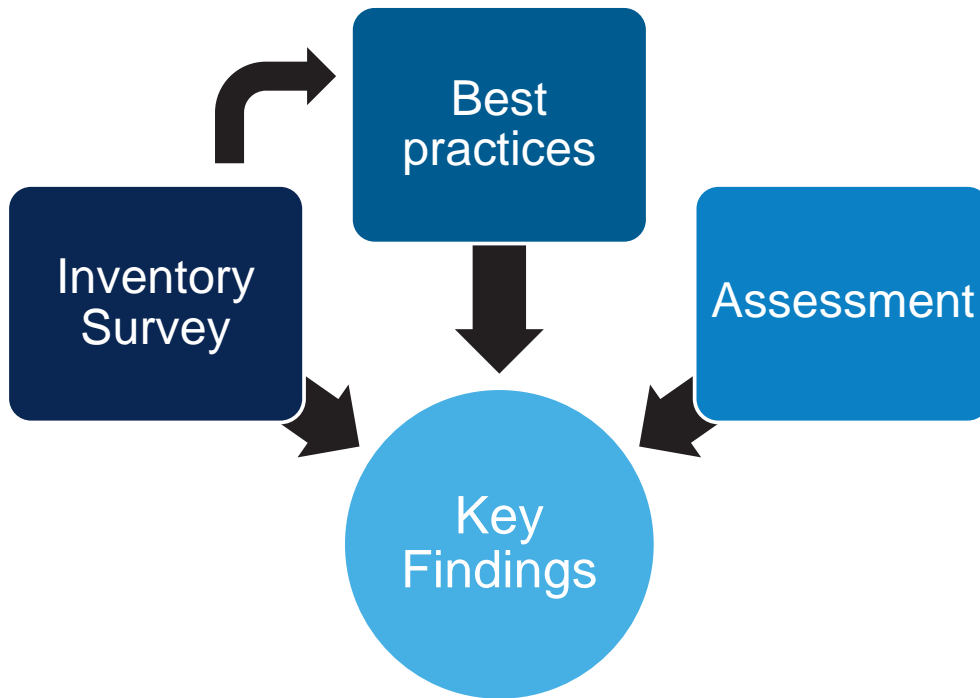 Best
practices
Inventory
Survey
Assessment
Key
Findings